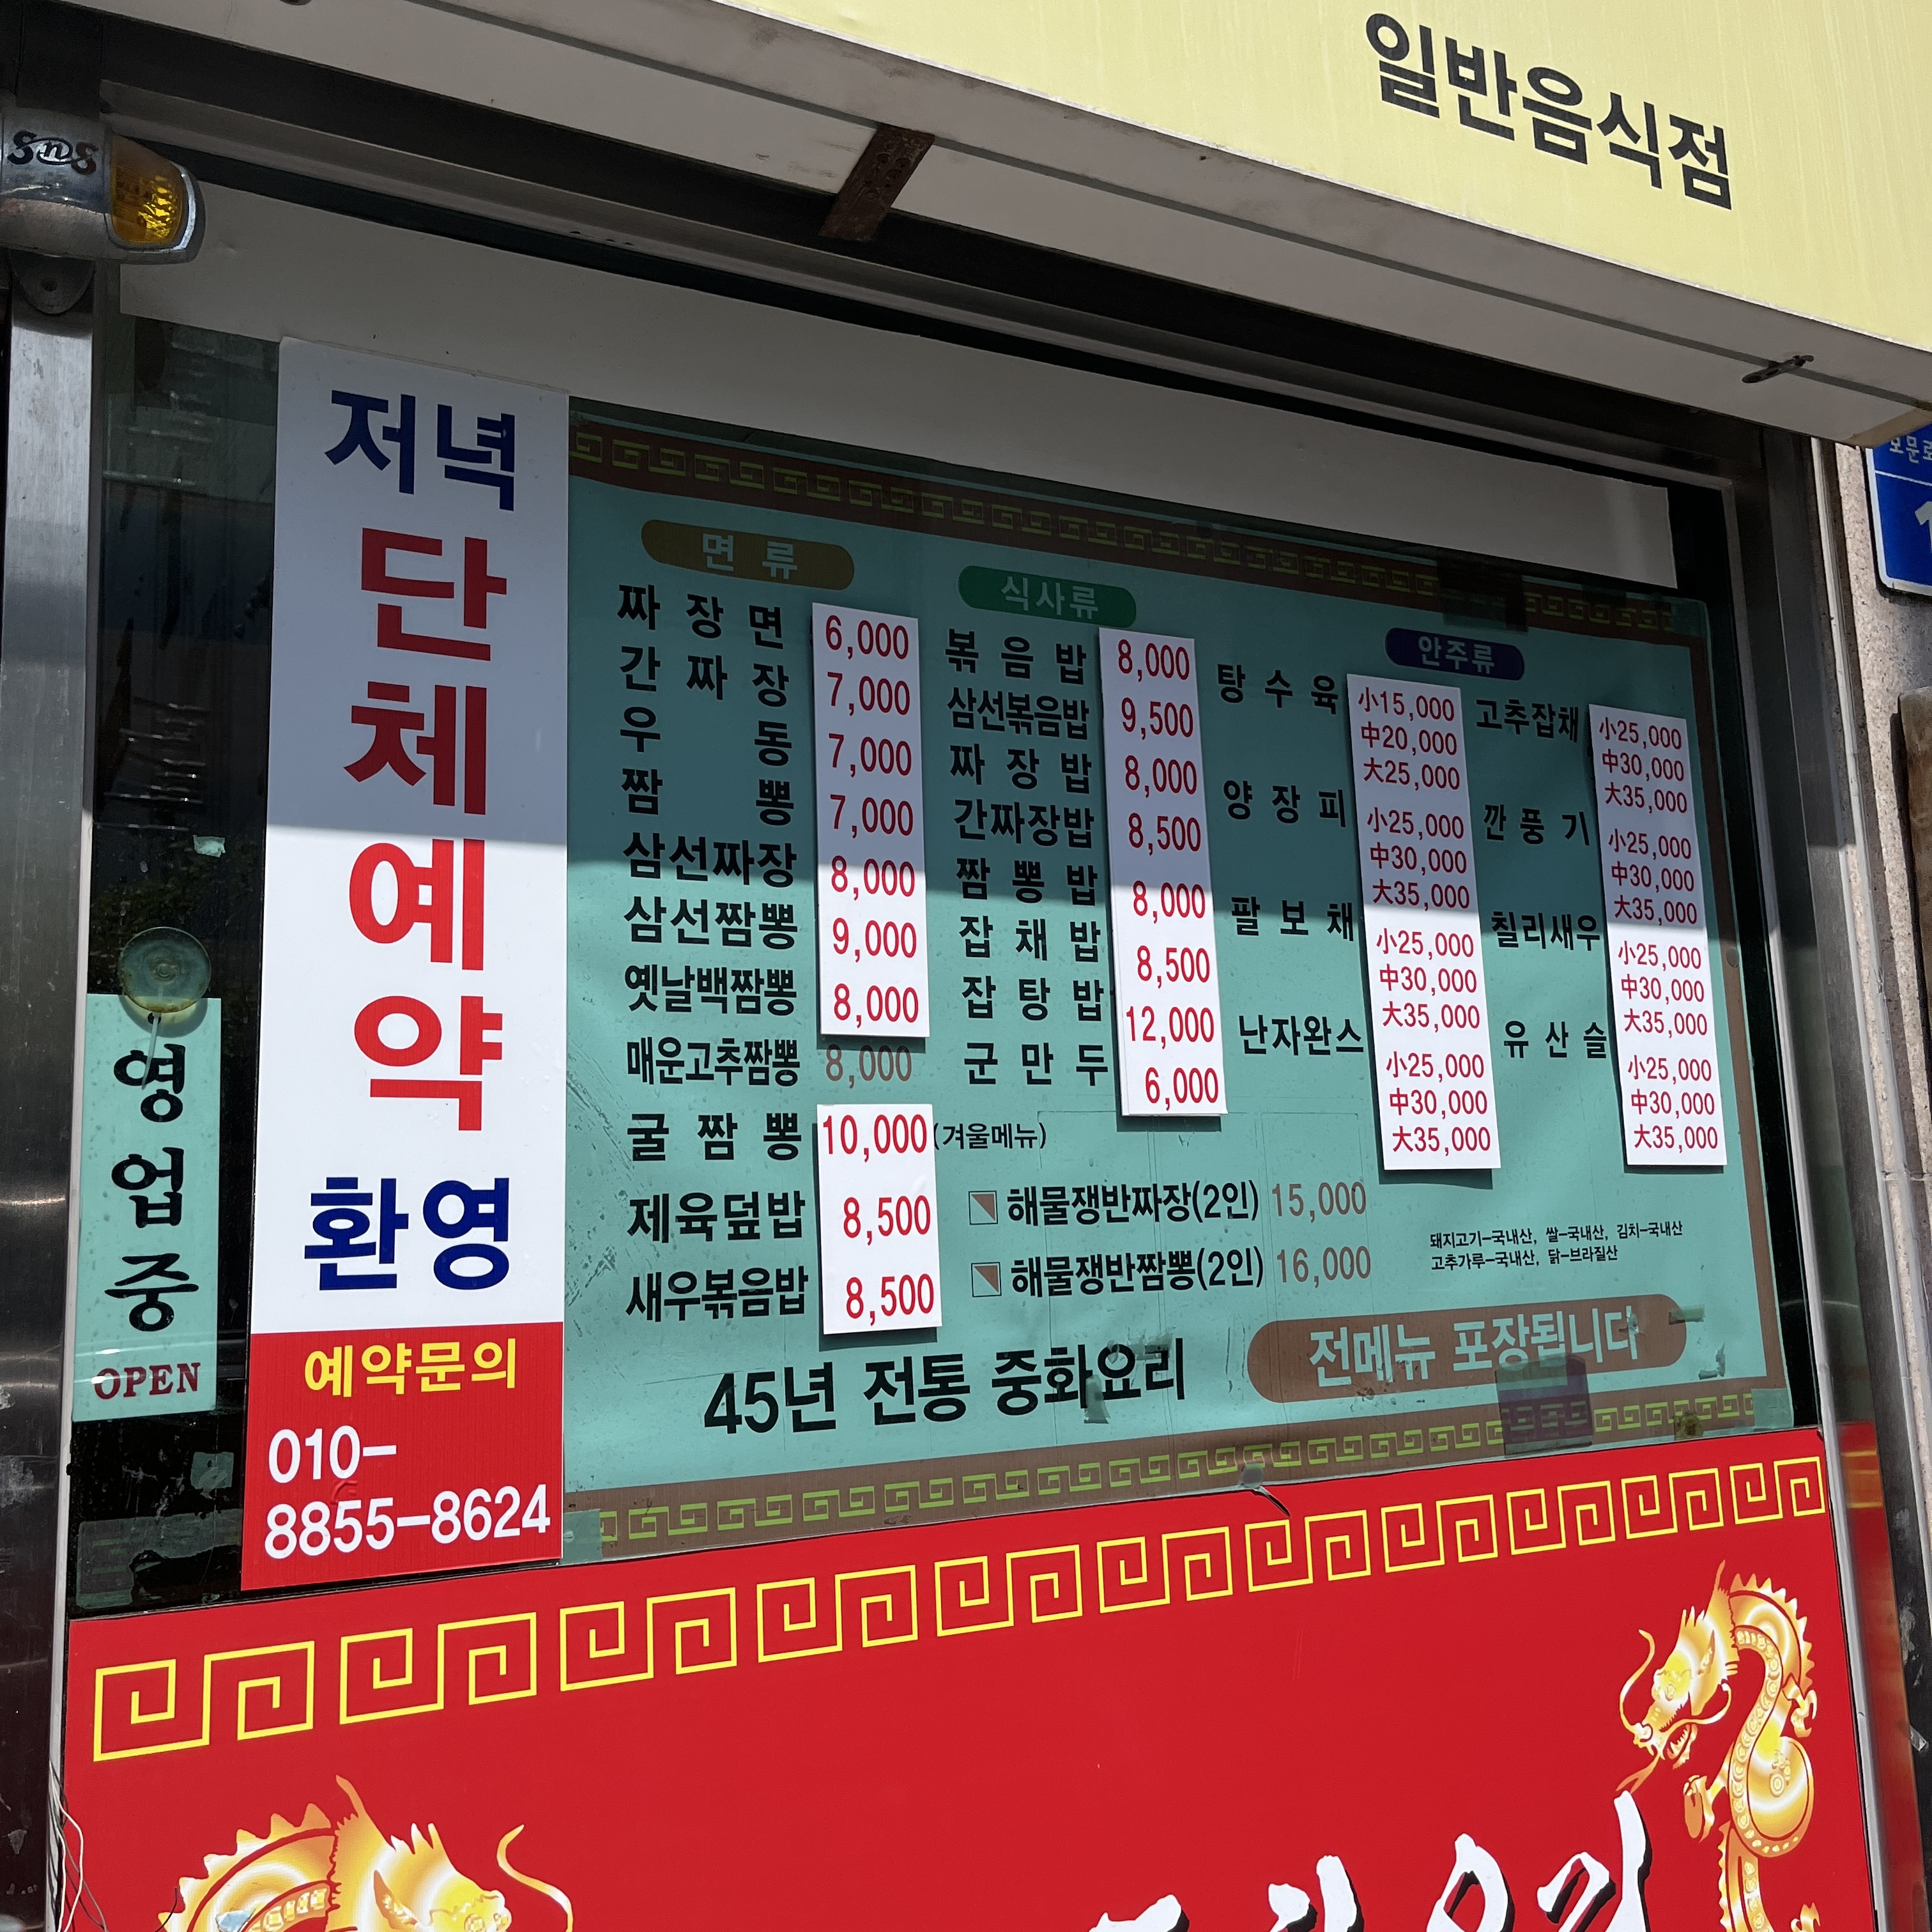 일반음식점
SnS
저녁
단
체
예
약
환영
예약문의
010-
8855-8624
영
업
중
OPEN
면 류
짜장면 6,000
간짜장 7,000
우동 7,000
짬뽕 7,000
삼선짜장 8,000
삼선짬뽕 9,000
옛날백짬뽕 8,000
매운고추짬뽕 8,000
굴짬뽕 10,000 (겨울메뉴)
제육덮밥 8,500
새우볶음밥 8,500
식사류
볶음밥 8,000
삼선볶음밥 9,500
짜장밥 8,000
간짜장밥 8,500
짬뽕밥 8,000
잡채밥 8,500
잡탕밥 12,000
군만두 6,000
해물쟁반짜장(2인) 15,000
해물쟁반짬뽕(2인) 16,000
안주류
탕수육 小15,000
中20,000
大25,000
양장피 小25,000
中30,000
大35,000
팔보채 小25,000
中30,000
大35,000
난자완스 小25,000
中30,000
大35,000
고추잡채 小25,000
中30,000
大35,000
깐풍기 小25,000
中30,000
大35,000
칠리새우 小25,000
中30,000
大35,000
유산슬 小25,000
中30,000
大35,000
돼지고기-국내산, 쌀-국내산, 김치-국내산
고추가루-국내산, 닭-브라질산
45년 전통 중화요리
전메뉴 포장됩니다